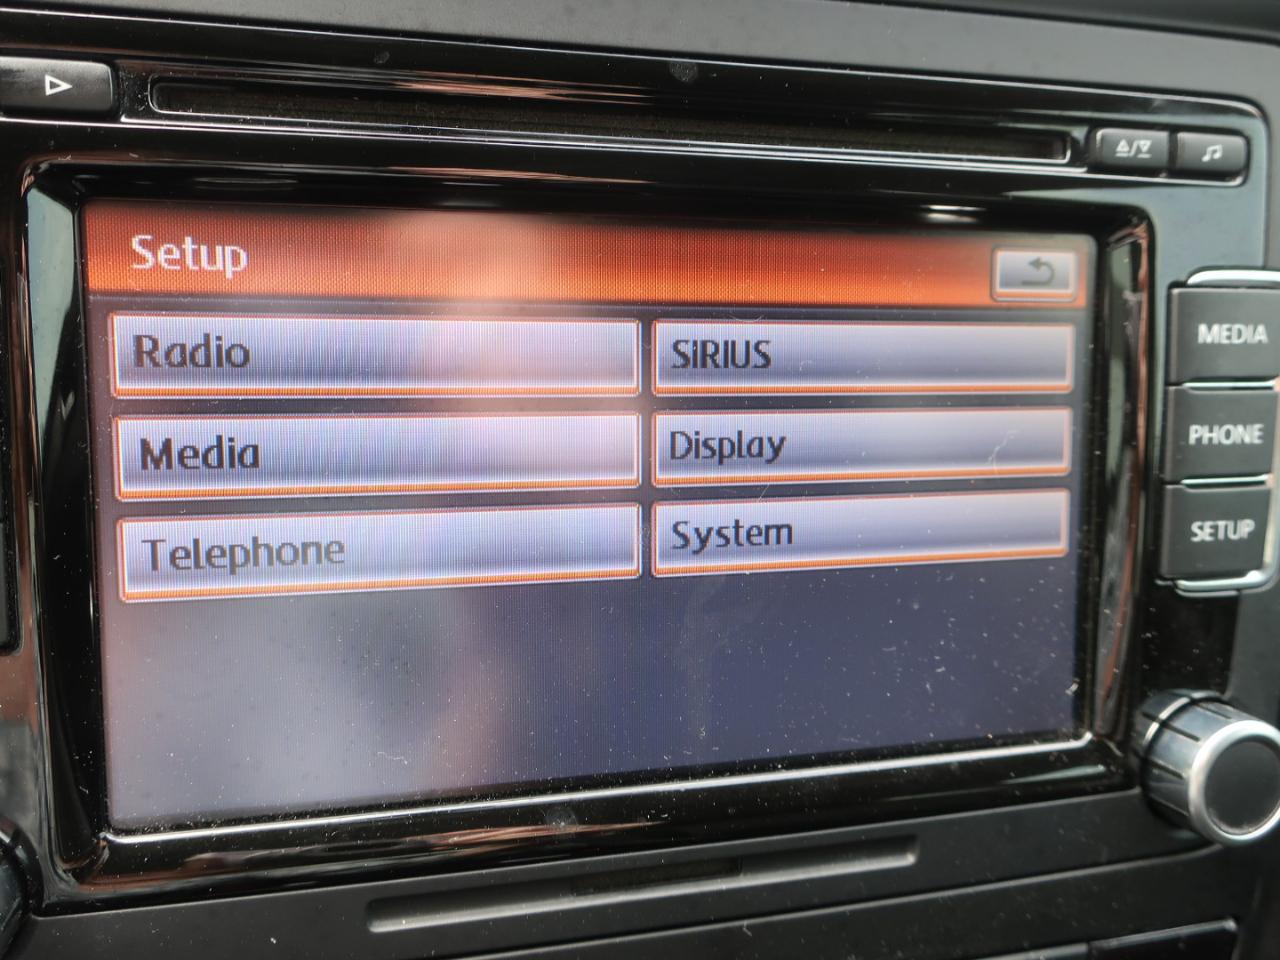 Setup
Radio
SIRIUS
Media
Display
Telephone
System
MEDIA
PHONE
SETUP